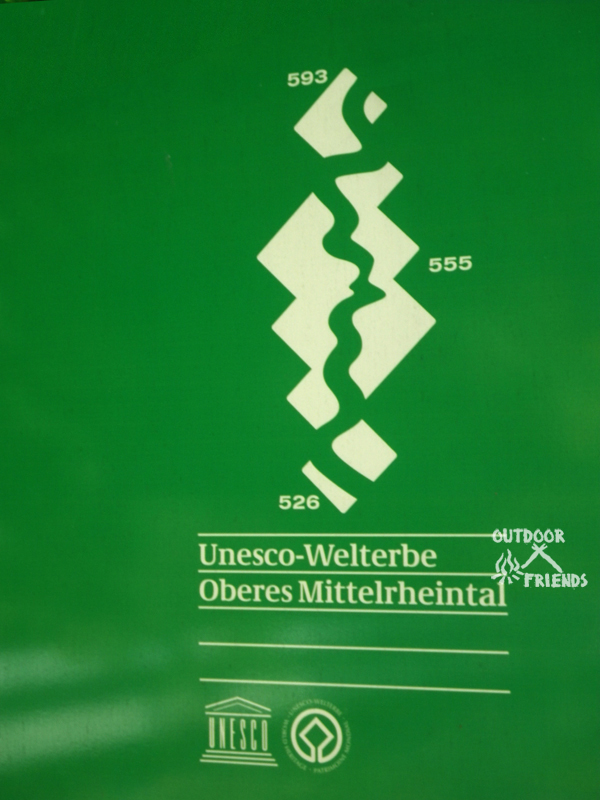 593
555
526
Unesco-Welterbe
Oberes Mittelrheintal
OUTDOOR
FRIENDS
UNESCO